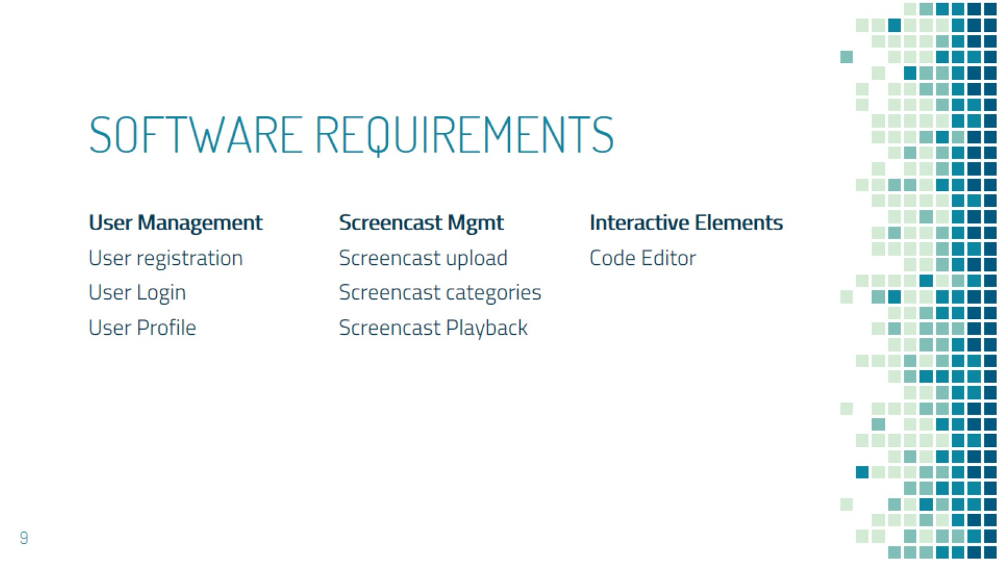 SOFTWARE REQUIREMENTS
User Management
User registration
User Login
User Profile
Screencast Mgmt
Screencast upload
Screencast categories
Screencast Playback
Interactive Elements
Code Editor
9